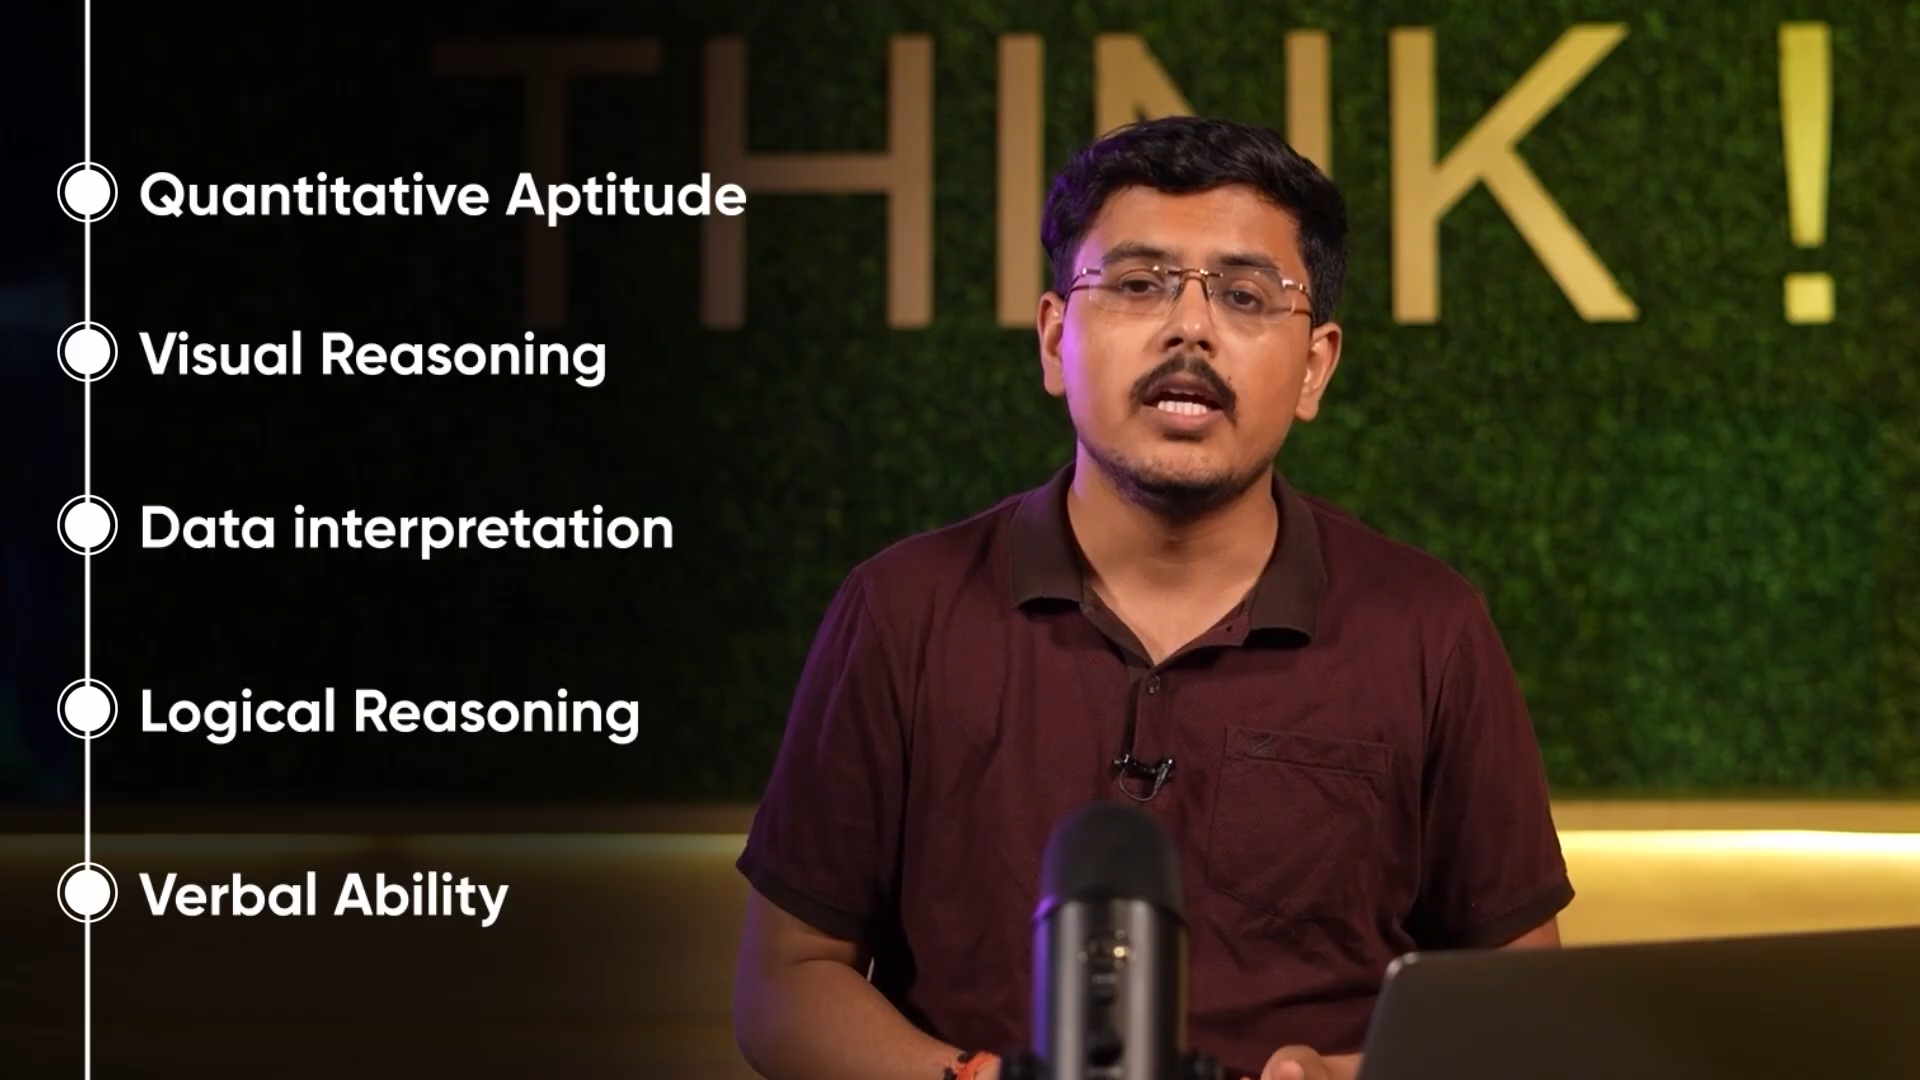 THINK!
Quantitative Aptitude
Visual Reasoning
Data interpretation
Logical Reasoning
Verbal Ability